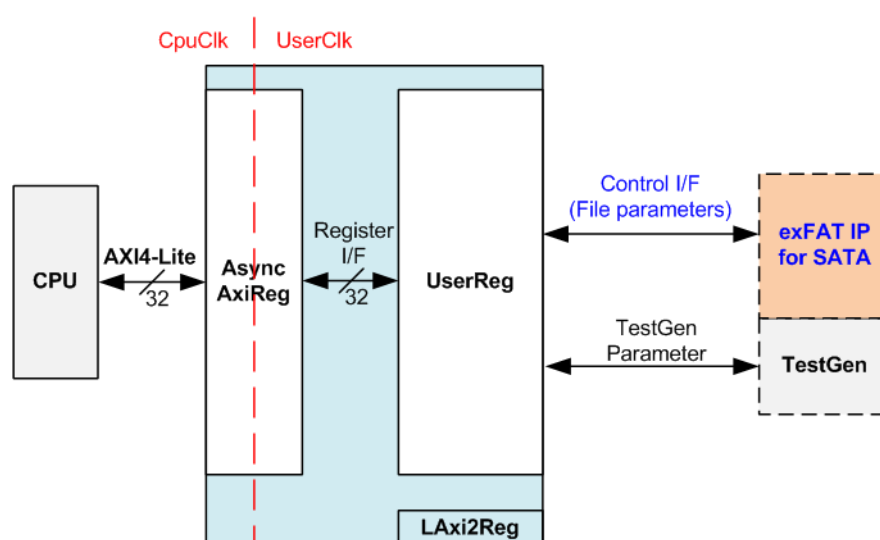 CpuClk
UserClk
CPU
AXI4-Lite
32
Async
AxiReg
Register
I/F
32
UserReg
Control I/F
(File parameters)
exFAT IP
for SATA
TestGen
Parameter
TestGen
LAxi2Reg